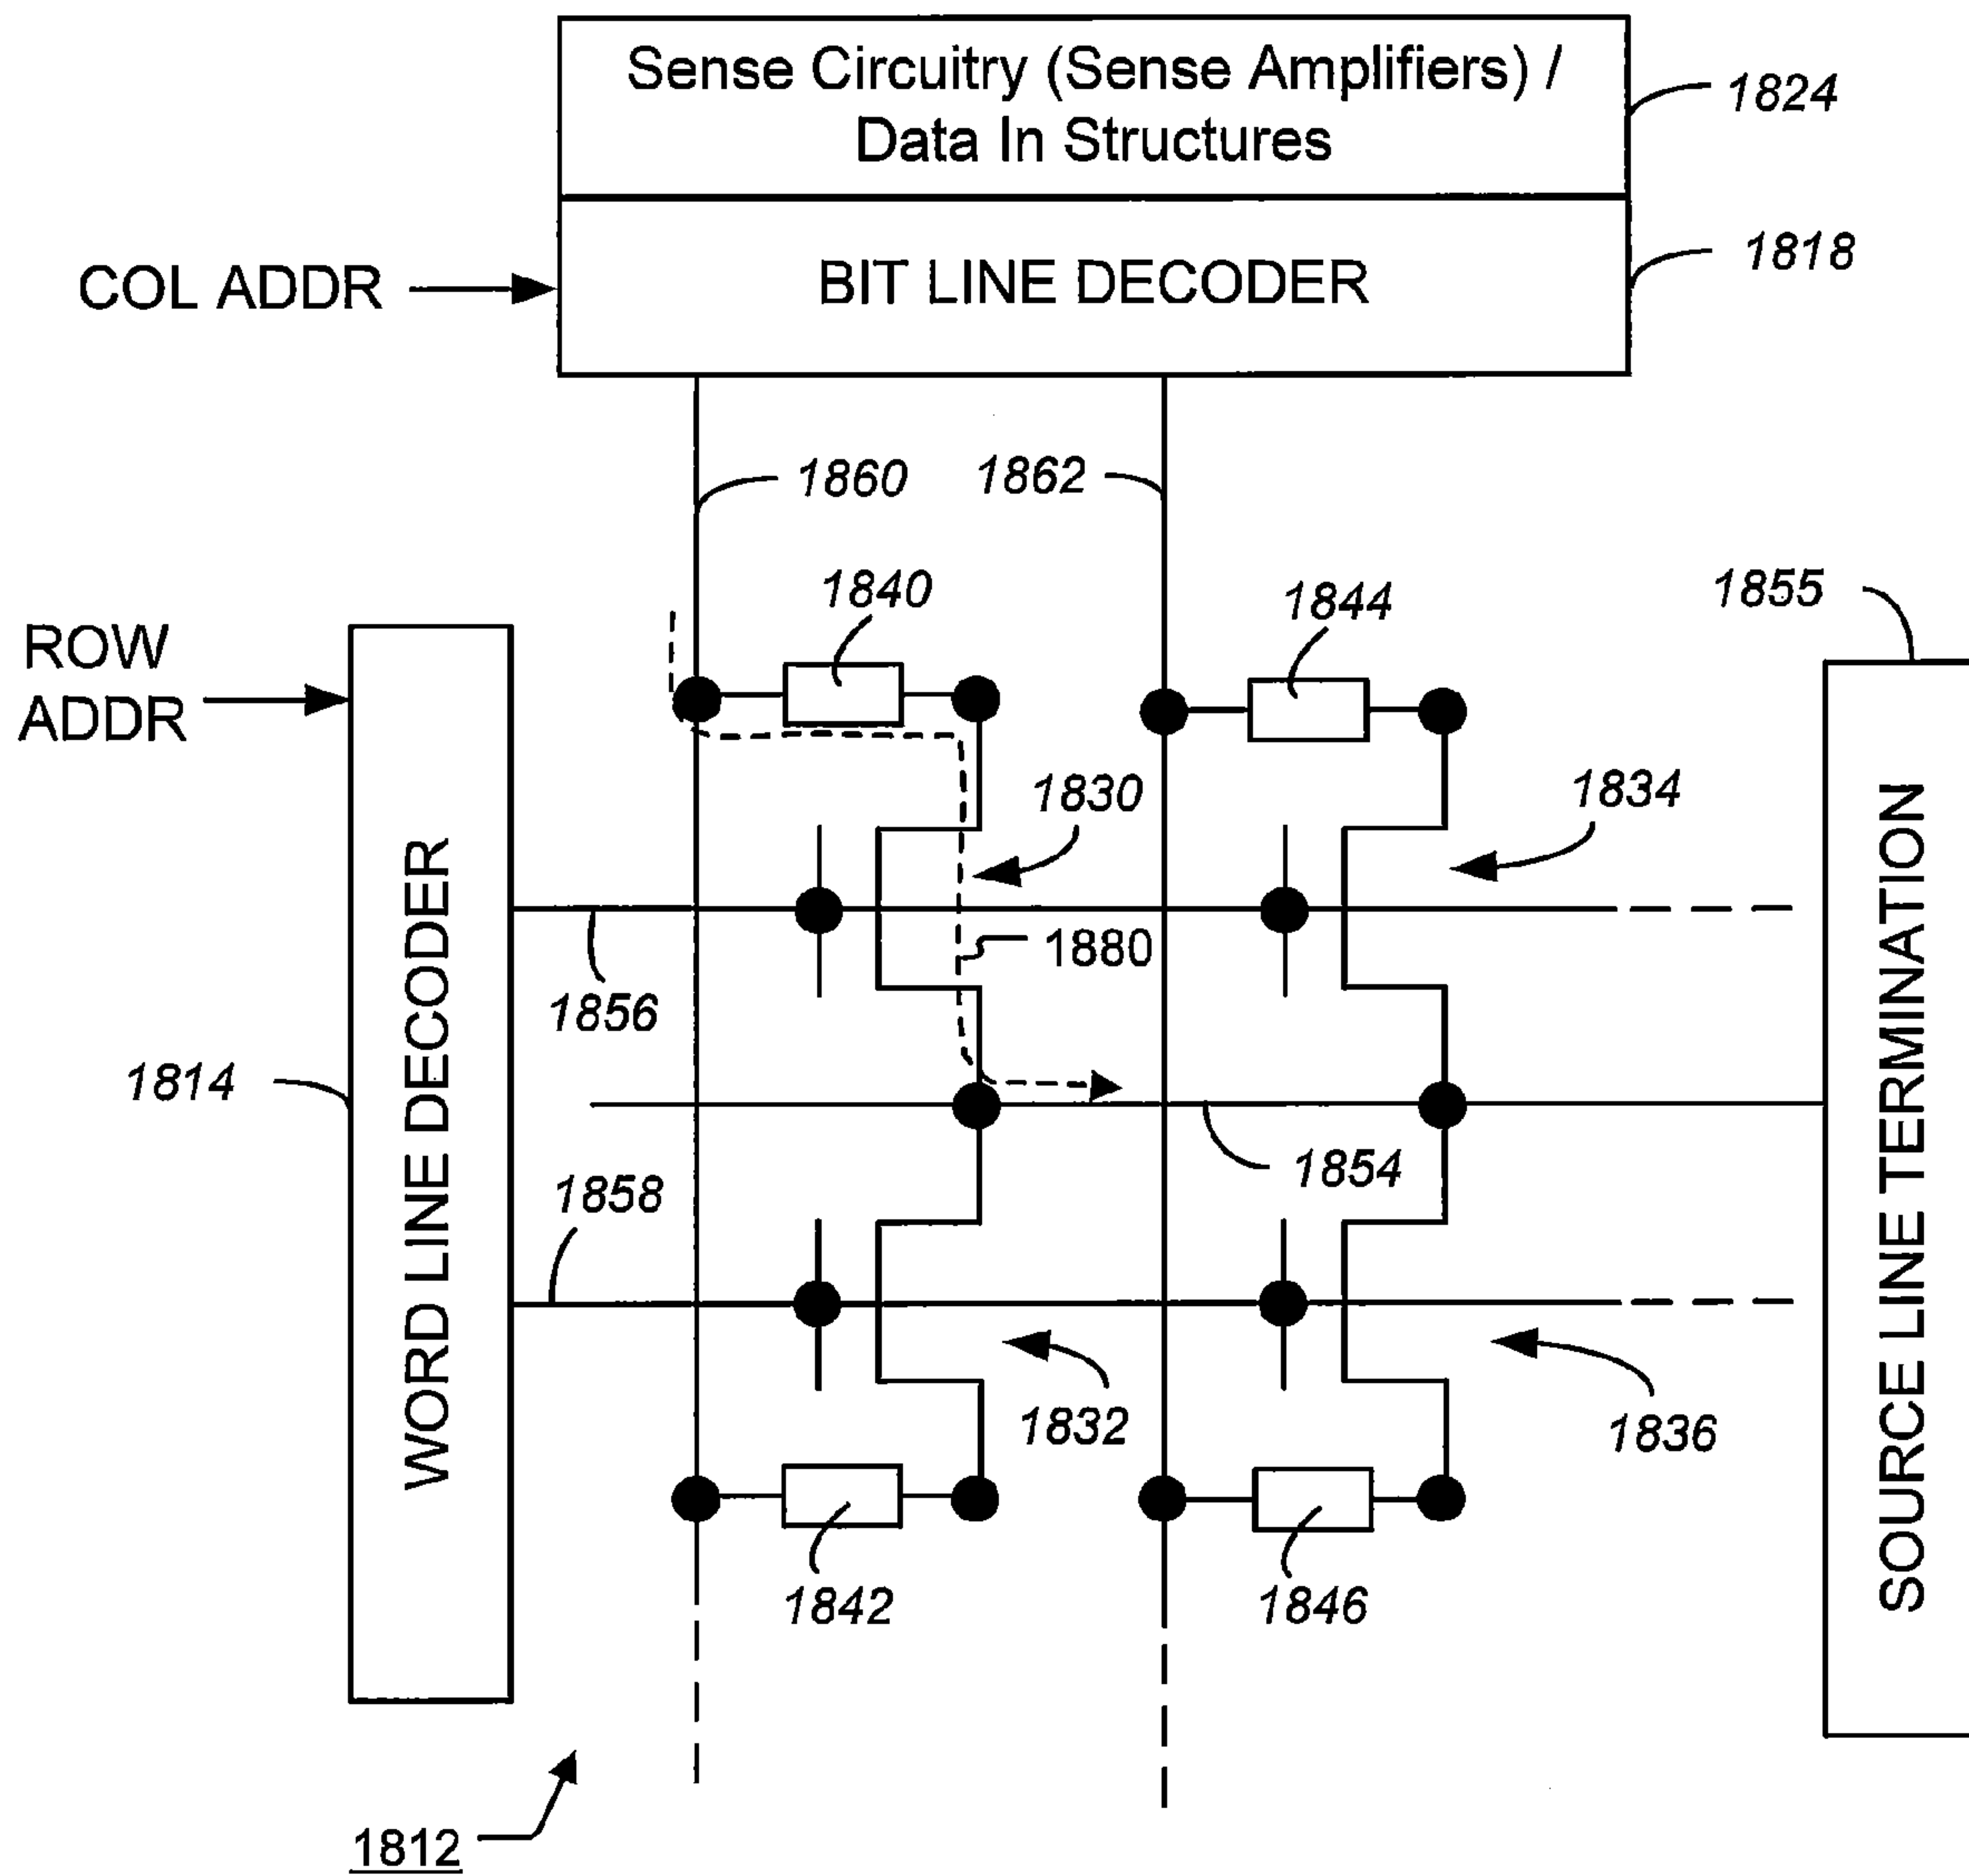 Sense Circuitry (Sense Amplifiers) /
Data In Structures
1824
BIT LINE DECODER
1818
COL ADDR
1860
1862
1840
1844
1855
ROW
ADDR
1830
1834
1880
1856
1814
WORD LINE DECODER
1854
1858
SOURCE LINE TERMINATION
1832
1836
1842
1846
1812